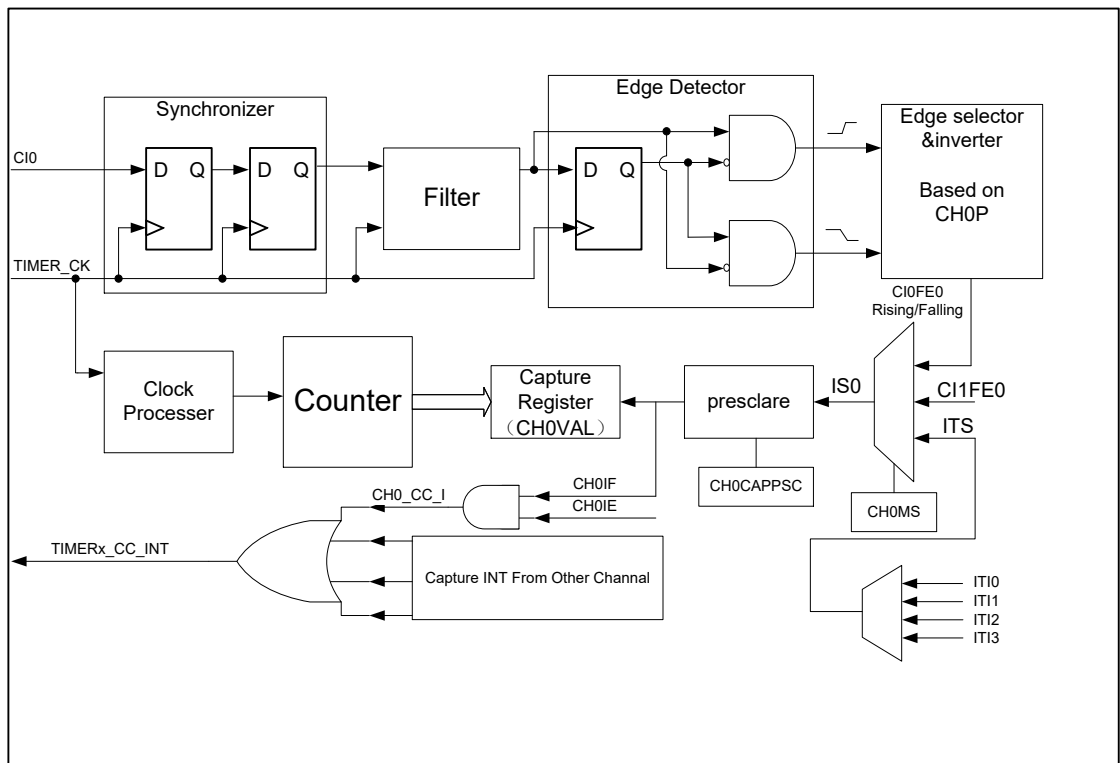 Synchronizer
Edge Detector
Edge selector
&inverter
Based on
CH0P
CI0
D Q
D Q
Filter
D Q
TIMER_CK
CI0FE0
Rising/Falling
Clock
Processer
Counter
Capture
Register
（CH0VAL）
presclare
IS0
CI1FE0
ITS
CH0CAPPSC
CH0MS
CH0_CC_I
CH0IF
CH0IE
TIMERx_CC_INT
Capture INT From Other Channal
ITI0
ITI1
ITI2
ITI3